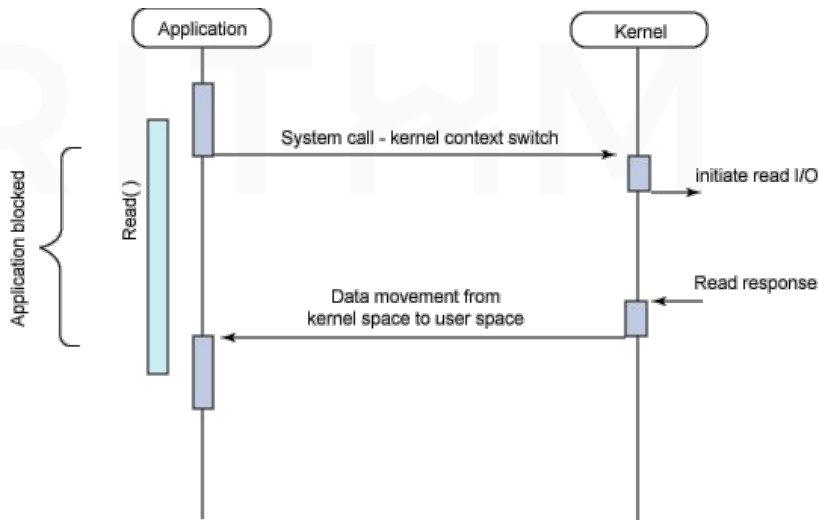 Application
Kernel
System call - kernel context switch
initiate read I/O
Application blocked
Read( )
Read response
Data movement from
kernel space to user space